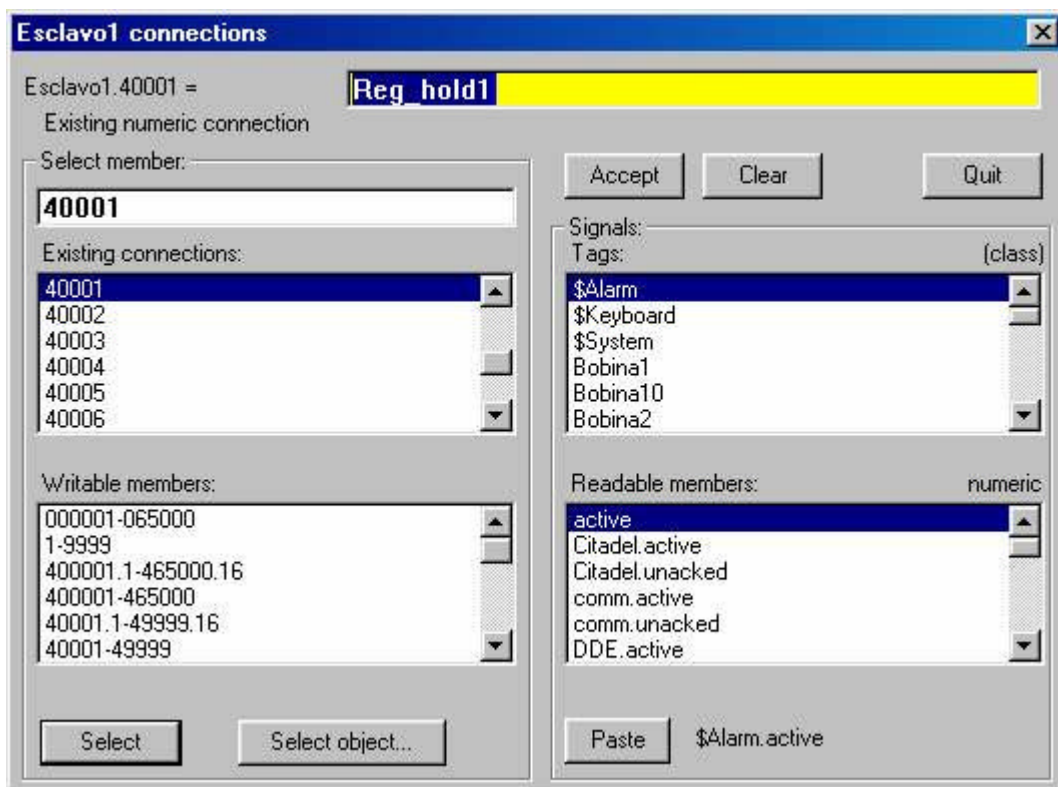 Esclavo1 connections
Esclavo1.40001 =
Reg_hold1
Existing numeric connection
Select member:
40001
Existing connections:
40001
40002
40003
40004
40005
40006
Writable members:
000001-065000
1-9999
400001.1-465000.16
400001-465000
40001.1-49999.16
40001-49999
Select
Select object...
Accept
Clear
Quit
Signals:
Tags:
(class)
$Alarm
$Keyboard
$System
Bobina1
Bobina10
Bobina2
Readable members:
numeric
active
Citadel.active
Citadel.unacked
comm.active
comm.unacked
DDE.active
Paste
$Alarm.active